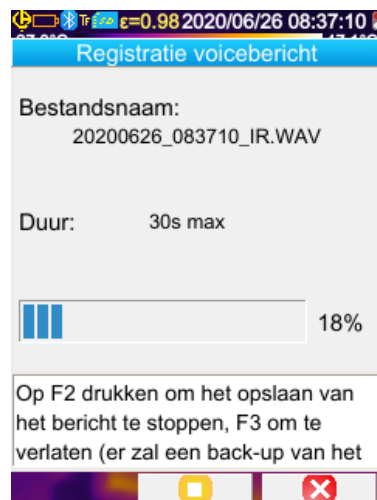 Tr ε=0.98 2020/06/26 08:37:10
Registratie voicebericht
Bestandsnaam:
20200626_083710_IR.WAV
Duur: 30s max
18%
Op F2 drukken om het opslaan van
het bericht te stoppen, F3 om te
verlaten (er zal een back-up van het